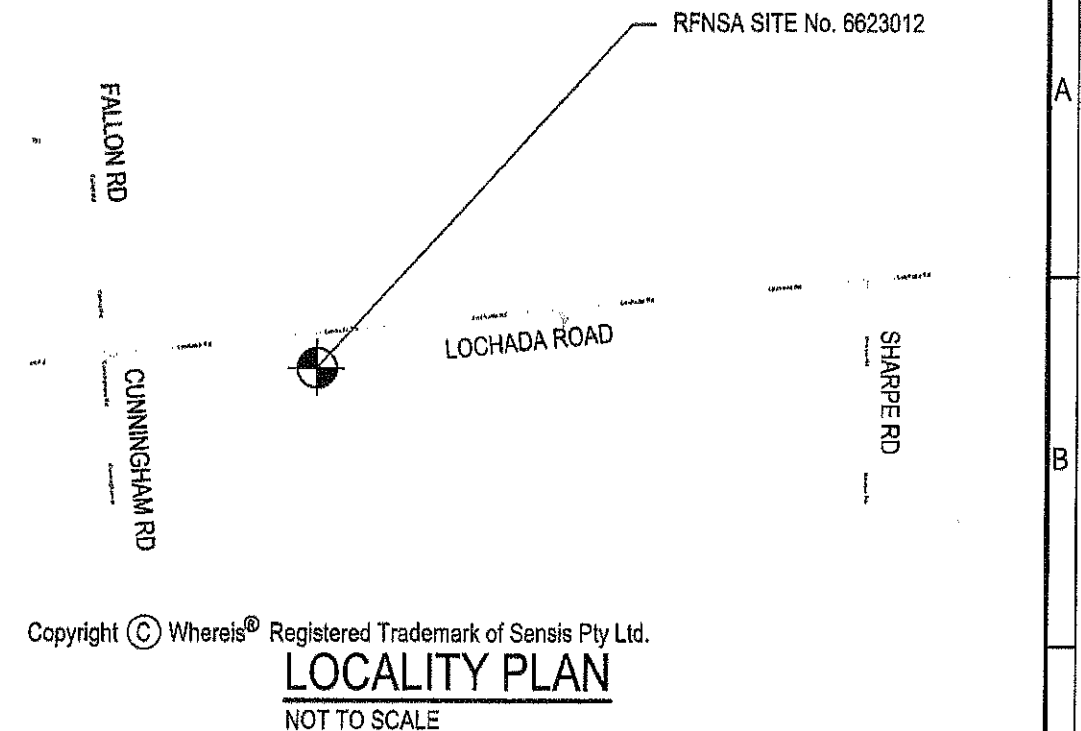 RFNSA SITE No. 6623012
A
FALLON RD
LOCHADA ROAD
CUNNINGHAM RD
SHARPE RD
B
Copyright (C) Whereis® Registered Trademark of Sensis Pty Ltd.
LOCALITY PLAN
NOT TO SCALE